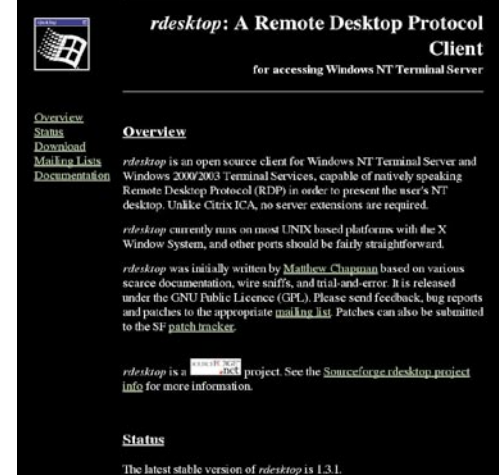 rdesktop: A Remote Desktop Protocol
Client
for accessing Windows NT Terminal Server
Overview
Status
Download
Mailing Lists
Documentation
Overview
rdesktop is an open source client for Windows NT Terminal Server and
Windows 2000/2003 Terminal Services, capable of natively speaking
Remote Desktop Protocol (RDP) in order to present the user's NT
desktop. Unlike Citrix ICA, no server extensions are required.
rdesktop currently runs on most UNIX based platforms with the X
Window System, and other ports should be fairly straightforward.
rdesktop was initially written by Matthew Chapman based on various
scarce documentation, wire sniffs, and trial-and-error. It is released
under the GNU Public Licence (GPL). Please send feedback, bug reports
and patches to the appropriate mailing list. Patches can also be submitted
to the SF patch tracker.
rdesktop is a .net project. See the Sourceforge rdesktop project
info for more information.
Status
The latest stable version of rdesktop is 1.3.1.